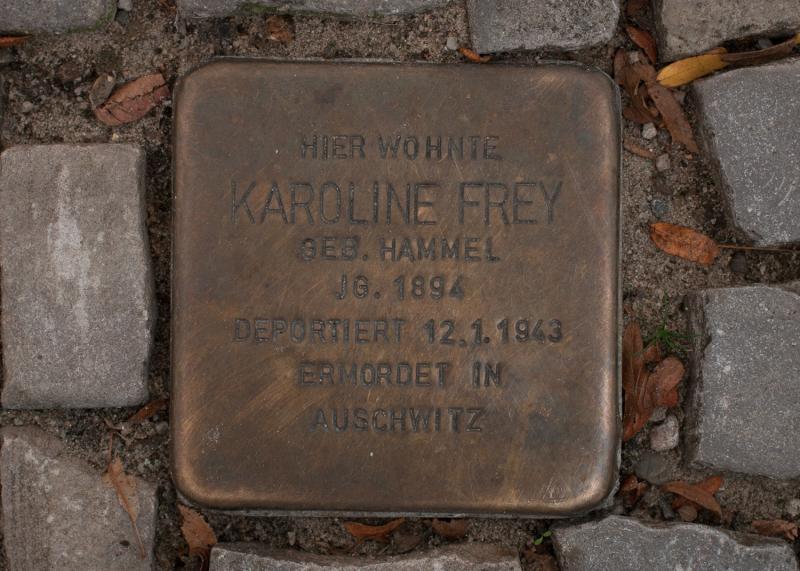 HIER WOHNTE
KAROLINE FREY
GEB. HAMMEL
JG. 1894
DEPORTIERT 12.1.1943
ERMORDET IN
AUSCHWITZ